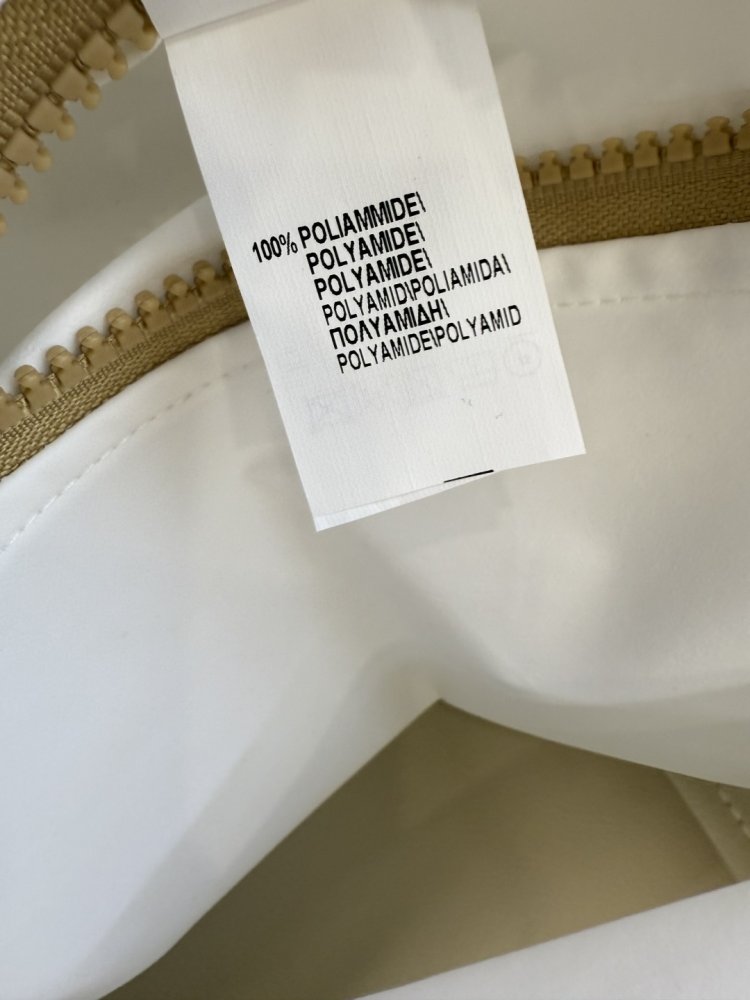 100% POLIAMMIDE\
POLYAMIDE\
POLYAMIDE\
POLYAMID\POLIAMIDA\
ΠΟΛΥΑΜΙΔΗ\
POLYAMIDE\POLYAMID